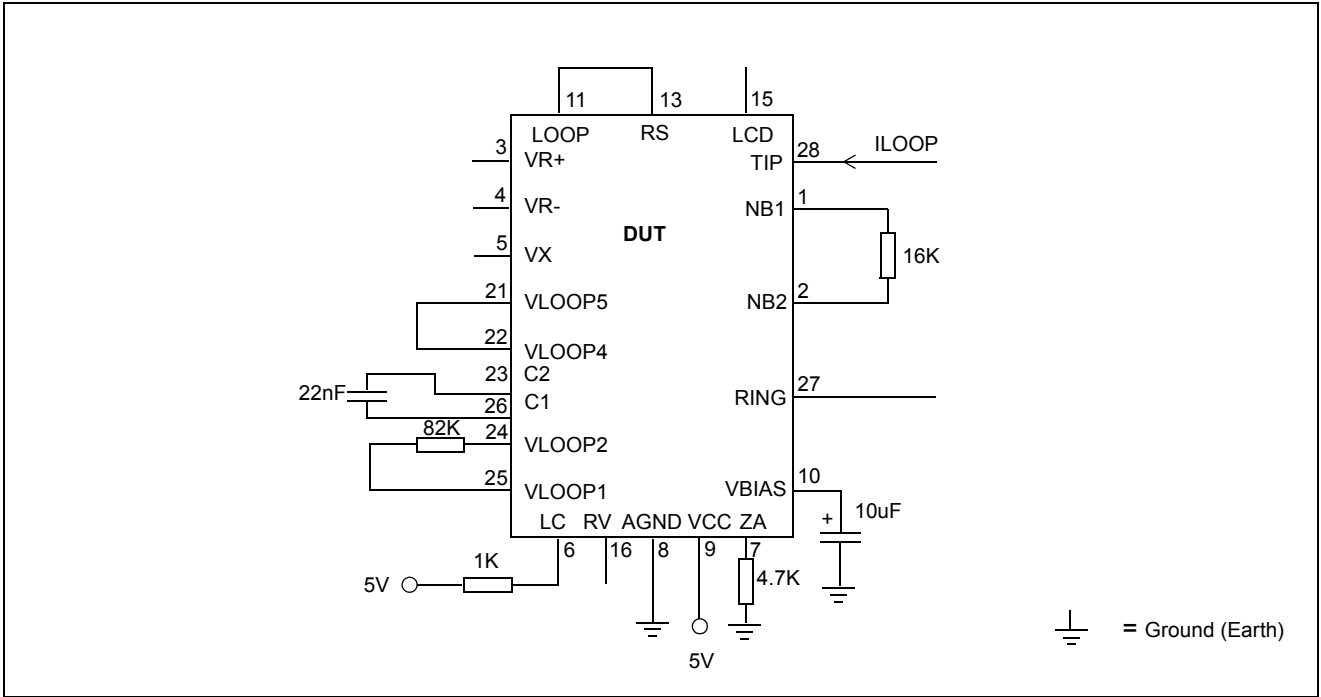 11 13 15
LOOP RS LCD
3 VR+ TIP 28 ILOOP
4 VR- NB1 1
DUT
5 VX 16K
21 VLOOP5 NB2 2
22 VLOOP4
23 C2
22nF 26 C1 RING 27
82K 24 VLOOP2
25 VLOOP1 VBIAS 10
+ 10uF
LC RV AGND VCC ZA
6 16 8 9 7
1K 4.7K
5V
= Ground (Earth)
5V